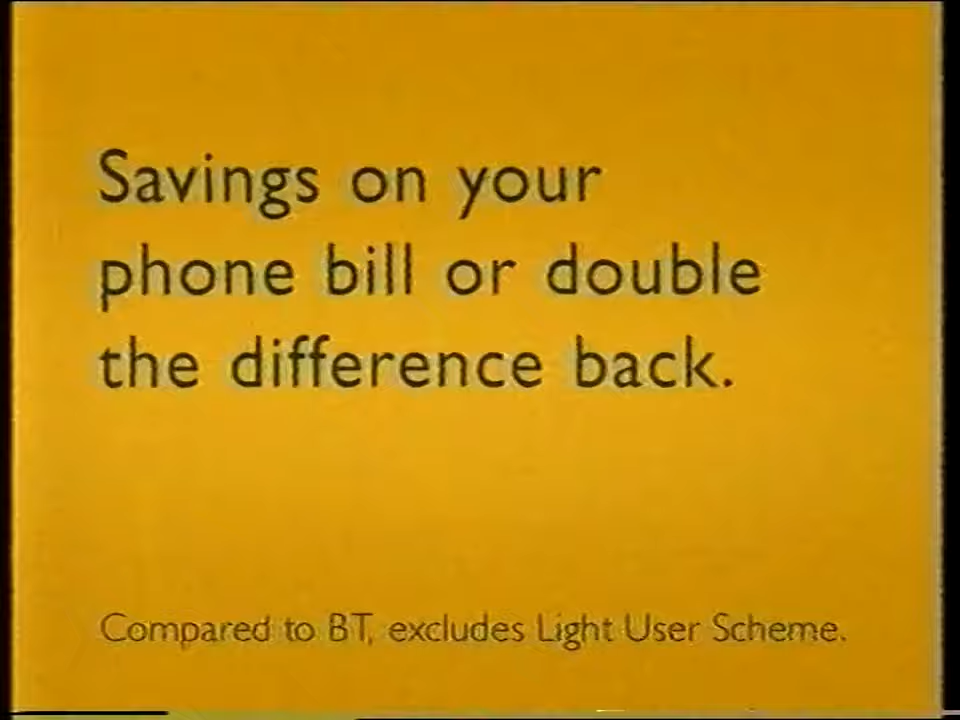 Savings on your
phone bill or double
the difference back.
Compared to BT, excludes Light User Scheme.